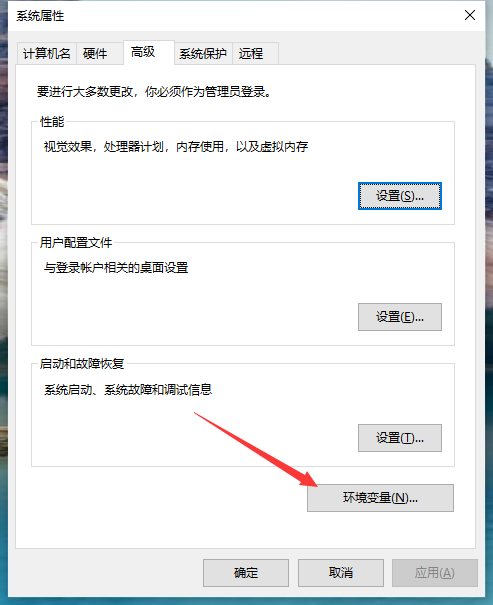 系统属性
计算机名 硬件 高级 系统保护 远程
要进行大多数更改，你必须作为管理员登录。
性能
视觉效果，处理器计划，内存使用，以及虚拟内存
设置(S)...
用户配置文件
与登录帐户相关的桌面设置
设置(E)...
启动和故障恢复
系统启动、系统故障和调试信息
设置(T)...
环境变量(N)...
确定 取消 应用(A)